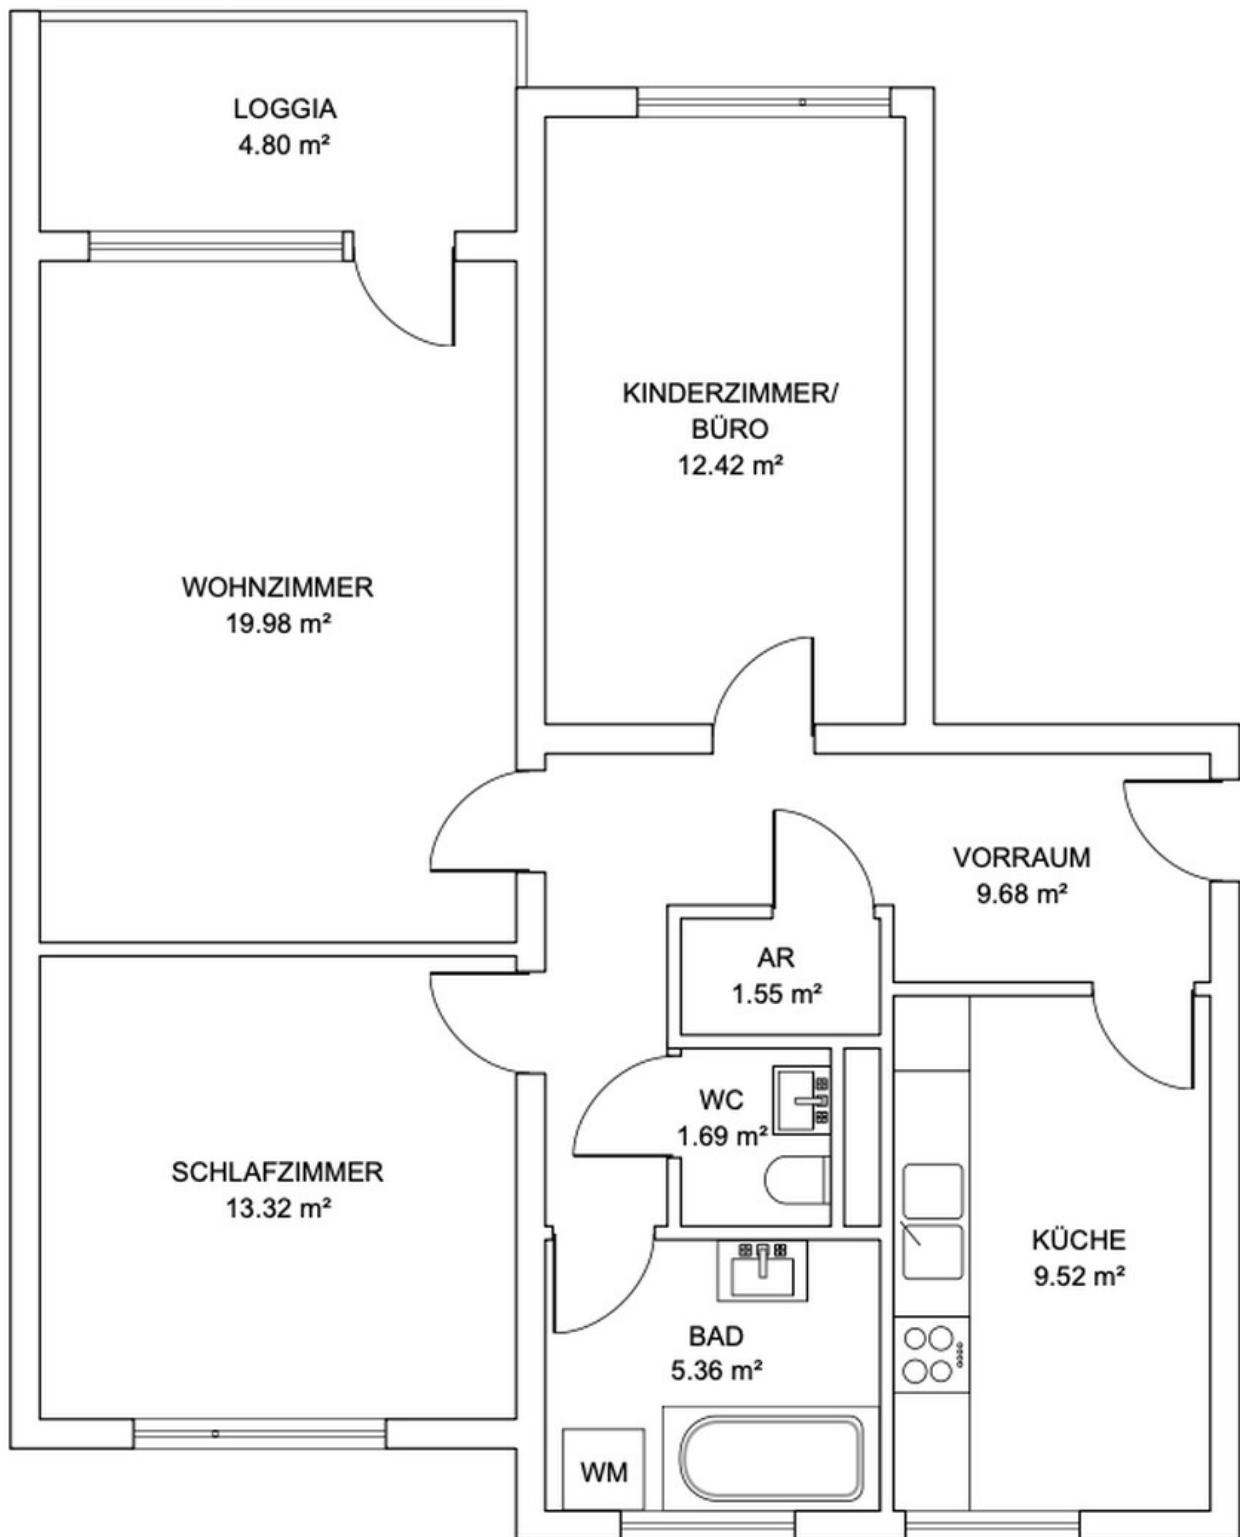 LOGGIA
4.80 m²
KINDERZIMMER/
BÜRO
12.42 m²
WOHNZIMMER
19.98 m²
VORRAUM
9.68 m²
AR
1.55 m²
WC
1.69 m²
SCHLAFZIMMER
13.32 m²
KÜCHE
9.52 m²
BAD
5.36 m²
WM